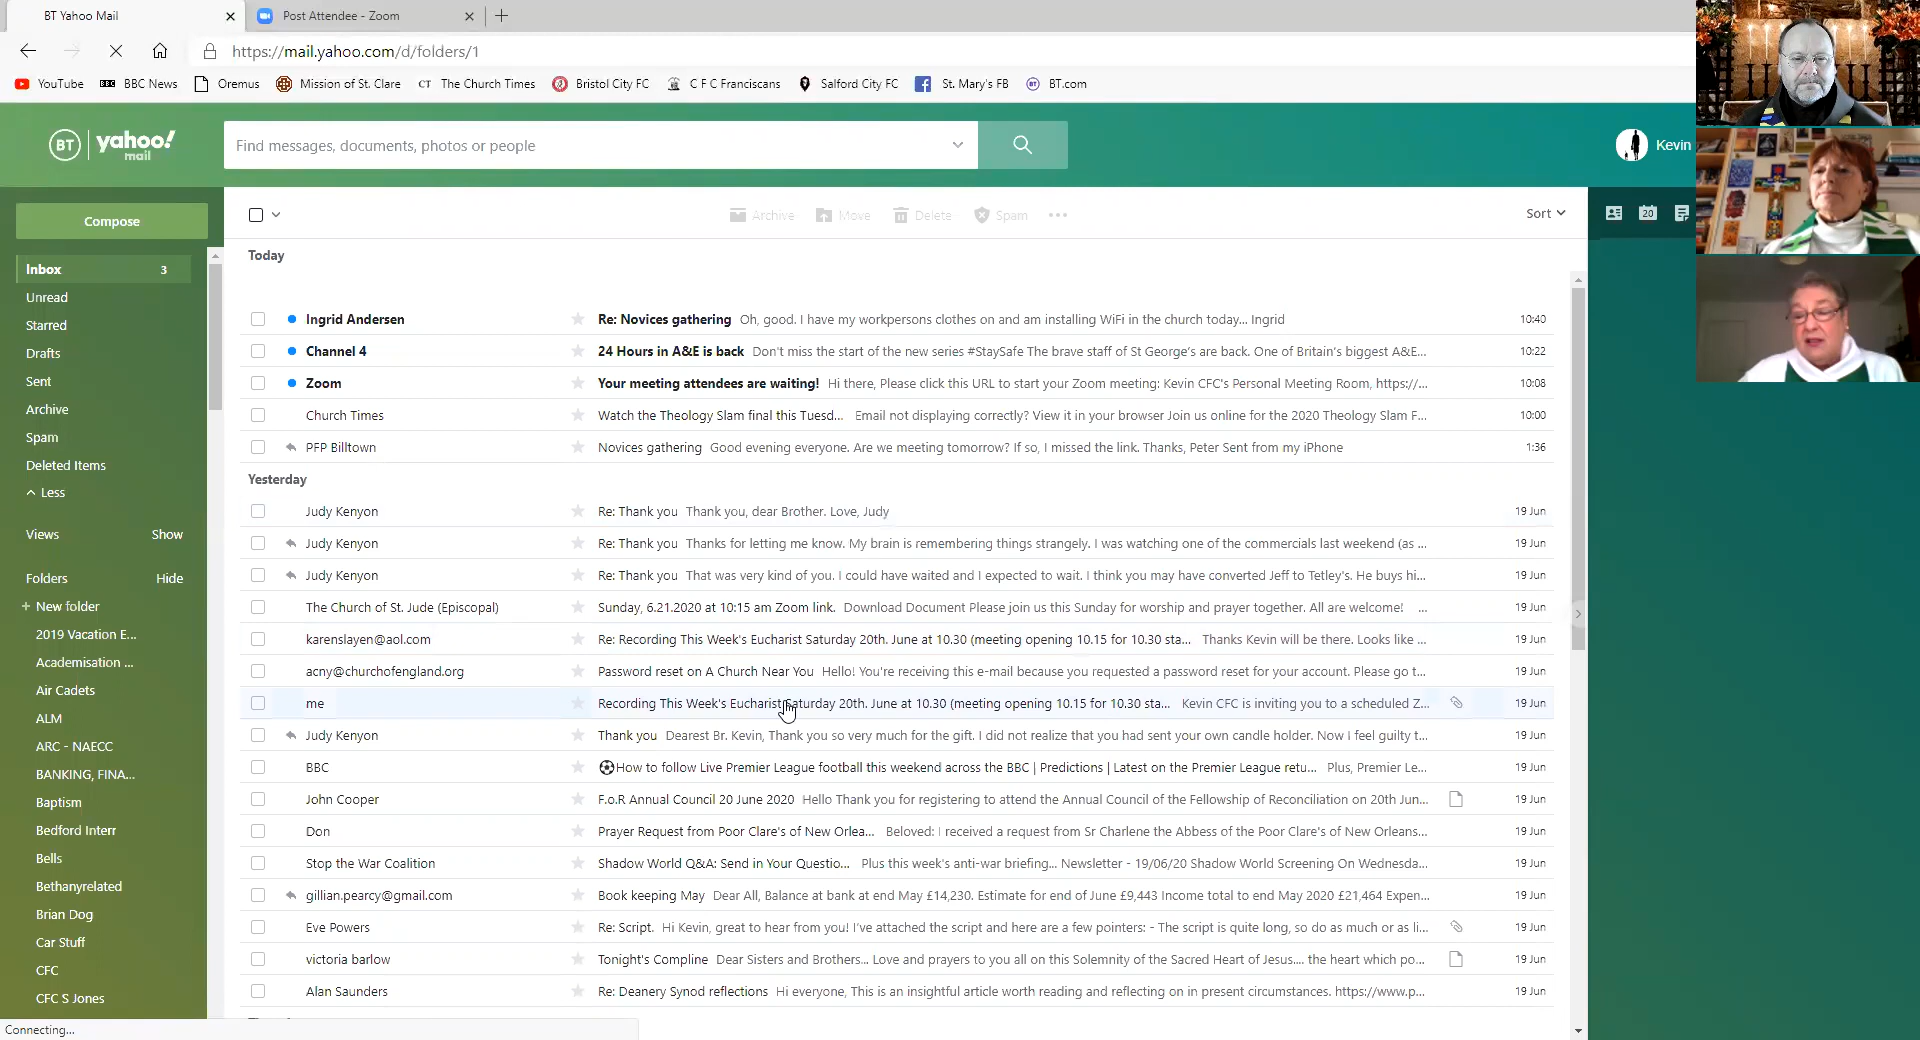 BT Yahoo Mail
Post Attendee - Zoom
https://mail.yahoo.com/d/folders/1
YouTube BBC BBC News Oremus Mission of St. Clare CT The Church Times Bristol City FC C F C Franciscans Salford City FC St. Mary's FB BT BT.com
BT yahoo! mail
Find messages, documents, photos or people
Kevin
Compose
Archive Move Delete Spam ••• Sort 20
Inbox 3
Unread
Starred
Drafts
Sent
Archive
Spam
Deleted Items
Less
Views Show
Folders Hide
+ New folder
2019 Vacation E...
Academisation ...
Air Cadets
ALM
ARC - NAECC
BANKING, FINA...
Baptism
Bedford Interr
Bells
Bethanyrelated
Brian Dog
Car Stuff
CFC
CFC S Jones
Today
Ingrid Andersen Re: Novices gathering Oh, good. I have my workpersons clothes on and am installing WiFi in the church today... Ingrid 10:40
Channel 4 24 Hours in A&E is back Don't miss the start of the new series #StaySafe The brave staff of St George's are back. One of Britain's biggest A&E... 10:22
Zoom Your meeting attendees are waiting! Hi there, Please click this URL to start your Zoom meeting: Kevin CFC's Personal Meeting Room, https://... 10:08
Church Times Watch the Theology Slam final this Tuesd... Email not displaying correctly? View it in your browser Join us online for the 2020 Theology Slam F... 10:00
PFP Billtown Novices gathering Good evening everyone. Are we meeting tomorrow? If so, I missed the link. Thanks, Peter Sent from my iPhone 1:36
Yesterday
Judy Kenyon Re: Thank you Thank you, dear Brother. Love, Judy 19 Jun
Judy Kenyon Re: Thank you Thanks for letting me know. My brain is remembering things strangely. I was watching one of the commercials last weekend (as ... 19 Jun
Judy Kenyon Re: Thank you That was very kind of you. I could have waited and I expected to wait. I think you may have converted Jeff to Tetley's. He buys hi... 19 Jun
The Church of St. Jude (Episcopal) Sunday, 6.21.2020 at 10:15 am Zoom link. Download Document Please join us this Sunday for worship and prayer together. All are welcome! ... 19 Jun
karenslayen@aol.com Re: Recording This Week's Eucharist Saturday 20th. June at 10.30 (meeting opening 10.15 for 10.30 sta... Thanks Kevin will be there. Looks like ... 19 Jun
acny@churchofengland.org Password reset on A Church Near You Hello! You're receiving this e-mail because you requested a password reset for your account. Please go t... 19 Jun
me Recording This Week's Eucharist Saturday 20th. June at 10.30 (meeting opening 10.15 for 10.30 sta... Kevin CFC is inviting you to a scheduled Z... 19 Jun
Judy Kenyon Thank you Dearest Br. Kevin, Thank you so very much for the gift. I did not realize that you had sent your own candle holder. Now I feel guilty t... 19 Jun
BBC ⚽How to follow Live Premier League football this weekend across the BBC | Predictions | Latest on the Premier League retu... Plus, Premier Le... 19 Jun
John Cooper F.o.R Annual Council 20 June 2020 Hello Thank you for registering to attend the Annual Council of the Fellowship of Reconciliation on 20th Jun... 19 Jun
Don Prayer Request from Poor Clare's of New Orlea... Beloved: I received a request from Sr Charlene the Abbess of the Poor Clare's of New Orleans... 19 Jun
Stop the War Coalition Shadow World Q&A: Send in Your Questio... Plus this week's anti-war briefing... Newsletter - 19/06/20 Shadow World Screening On Wednesda... 19 Jun
gillian.pearcy@gmail.com Book keeping May Dear All, Balance at bank at end May £14,230. Estimate for end of June £9,443 Income total to end May 2020 £21,464 Expen... 19 Jun
Eve Powers Re: Script. Hi Kevin, great to hear from you! I've attached the script and here are a few pointers: - The script is quite long, so do as much or as li... 19 Jun
victoria barlow Tonight's Compline Dear Sisters and Brothers... Love and prayers to you all on this Solemnity of the Sacred Heart of Jesus.... the heart which po... 19 Jun
Alan Saunders Re: Deanery Synod reflections Hi everyone, This is an insightful article worth reading and reflecting on in present circumstances. https://www.p... 19 Jun
Connecting...